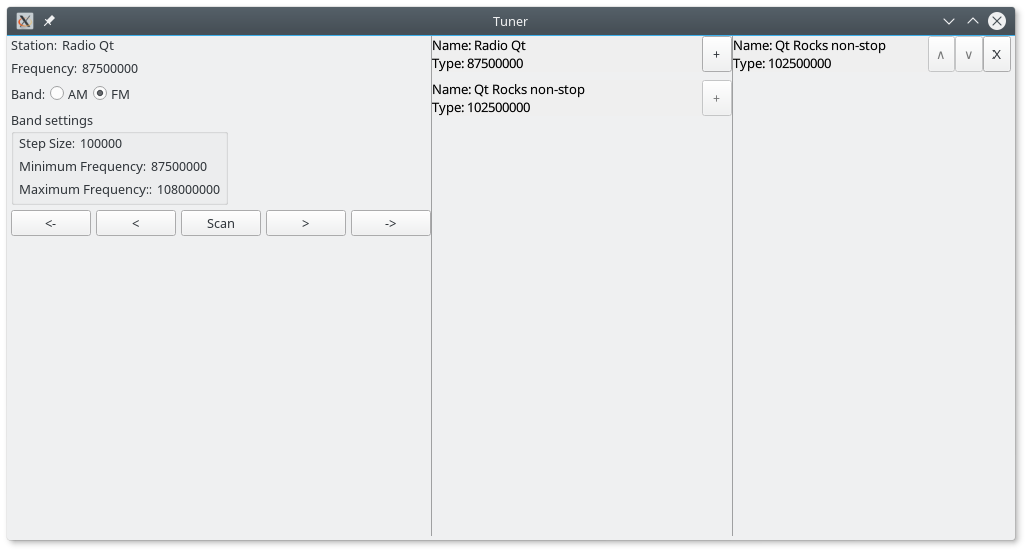 Tuner
Station: Radio Qt
Frequency: 87500000
Band: AM FM
Band settings
Step Size: 100000
Minimum Frequency: 87500000
Maximum Frequency:: 108000000
<- < Scan > ->
Name: Radio Qt
Type: 87500000
+
Name: Qt Rocks non-stop
Type: 102500000
+
Name: Qt Rocks non-stop
Type: 102500000
∧ ∨ X